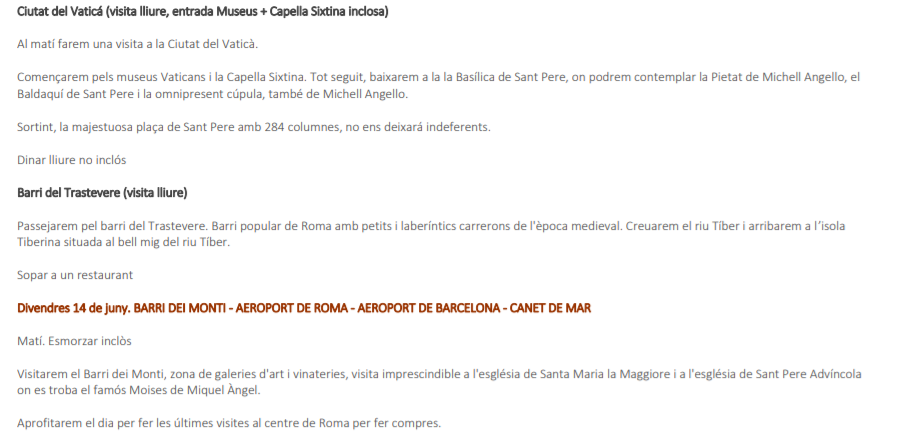 Ciutat del Vaticá (visita lliure, entrada Museus + Capella Sixtina inclosa)
Al matí farem una visita a la Ciutat del Vaticà.
Començarem pels museus Vaticans i la Capella Sixtina. Tot seguit, baixarem a la la Basílica de Sant Pere, on podrem contemplar la Pietat de Michell Angello, el
Baldaquí de Sant Pere i la omnipresent cúpula, també de Michell Angello.
Sortint, la majestuosa plaça de Sant Pere amb 284 columnes, no ens deixará indeferents.
Dinar lliure no inclós
Barri del Trastevere (visita lliure)
Passejarem pel barri del Trastevere. Barri popular de Roma amb petits i laberíntics carrerons de l'època medieval. Creuarem el riu Tíber i arribarem a l´isola
Tiberina situada al bell mig del riu Tíber.
Sopar a un restaurant
Divendres 14 de juny. BARRI DEI MONTI - AEROPORT DE ROMA - AEROPORT DE BARCELONA - CANET DE MAR
Matí. Esmorzar inclòs
Visitarem el Barri dei Monti, zona de galeries d'art i vinateries, visita imprescindible a l'església de Santa Maria la Maggiore i a l'església de Sant Pere Advíncola
on es troba el famós Moises de Miquel Àngel.
Aprofitarem el dia per fer les últimes visites al centre de Roma per fer compres.